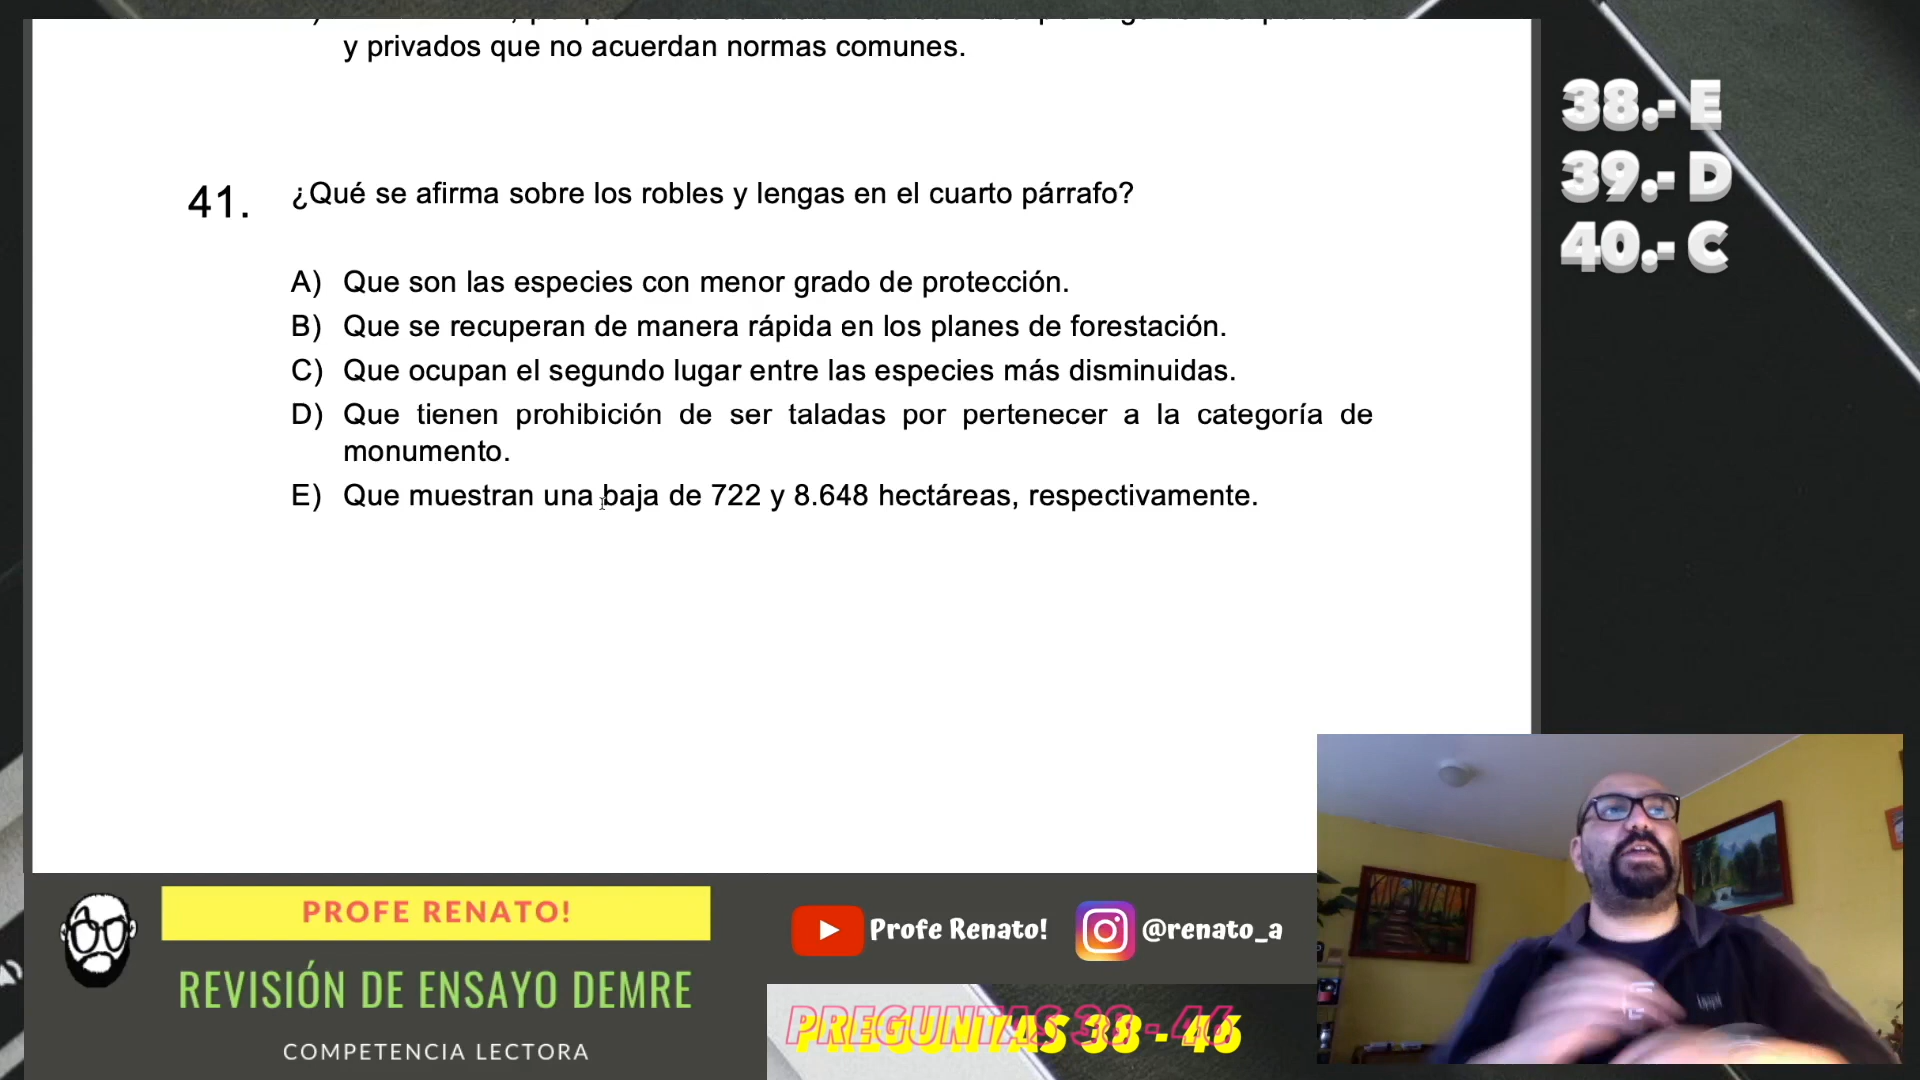 y privados que no acuerdan normas comunes.
41. ¿Qué se afirma sobre los robles y lengas en el cuarto párrafo?
A) Que son las especies con menor grado de protección.
B) Que se recuperan de manera rápida en los planes de forestación.
C) Que ocupan el segundo lugar entre las especies más disminuidas.
D) Que tienen prohibición de ser taladas por pertenecer a la categoría de
monumento.
E) Que muestran una baja de 722 y 8.648 hectáreas, respectivamente.
38.- E
39.- D
40.- C
PROFE RENATO!
REVISIÓN DE ENSAYO DEMRE
COMPETENCIA LECTORA
Profe Renato!
@renato_a
PREGUNTAS 38 - 46